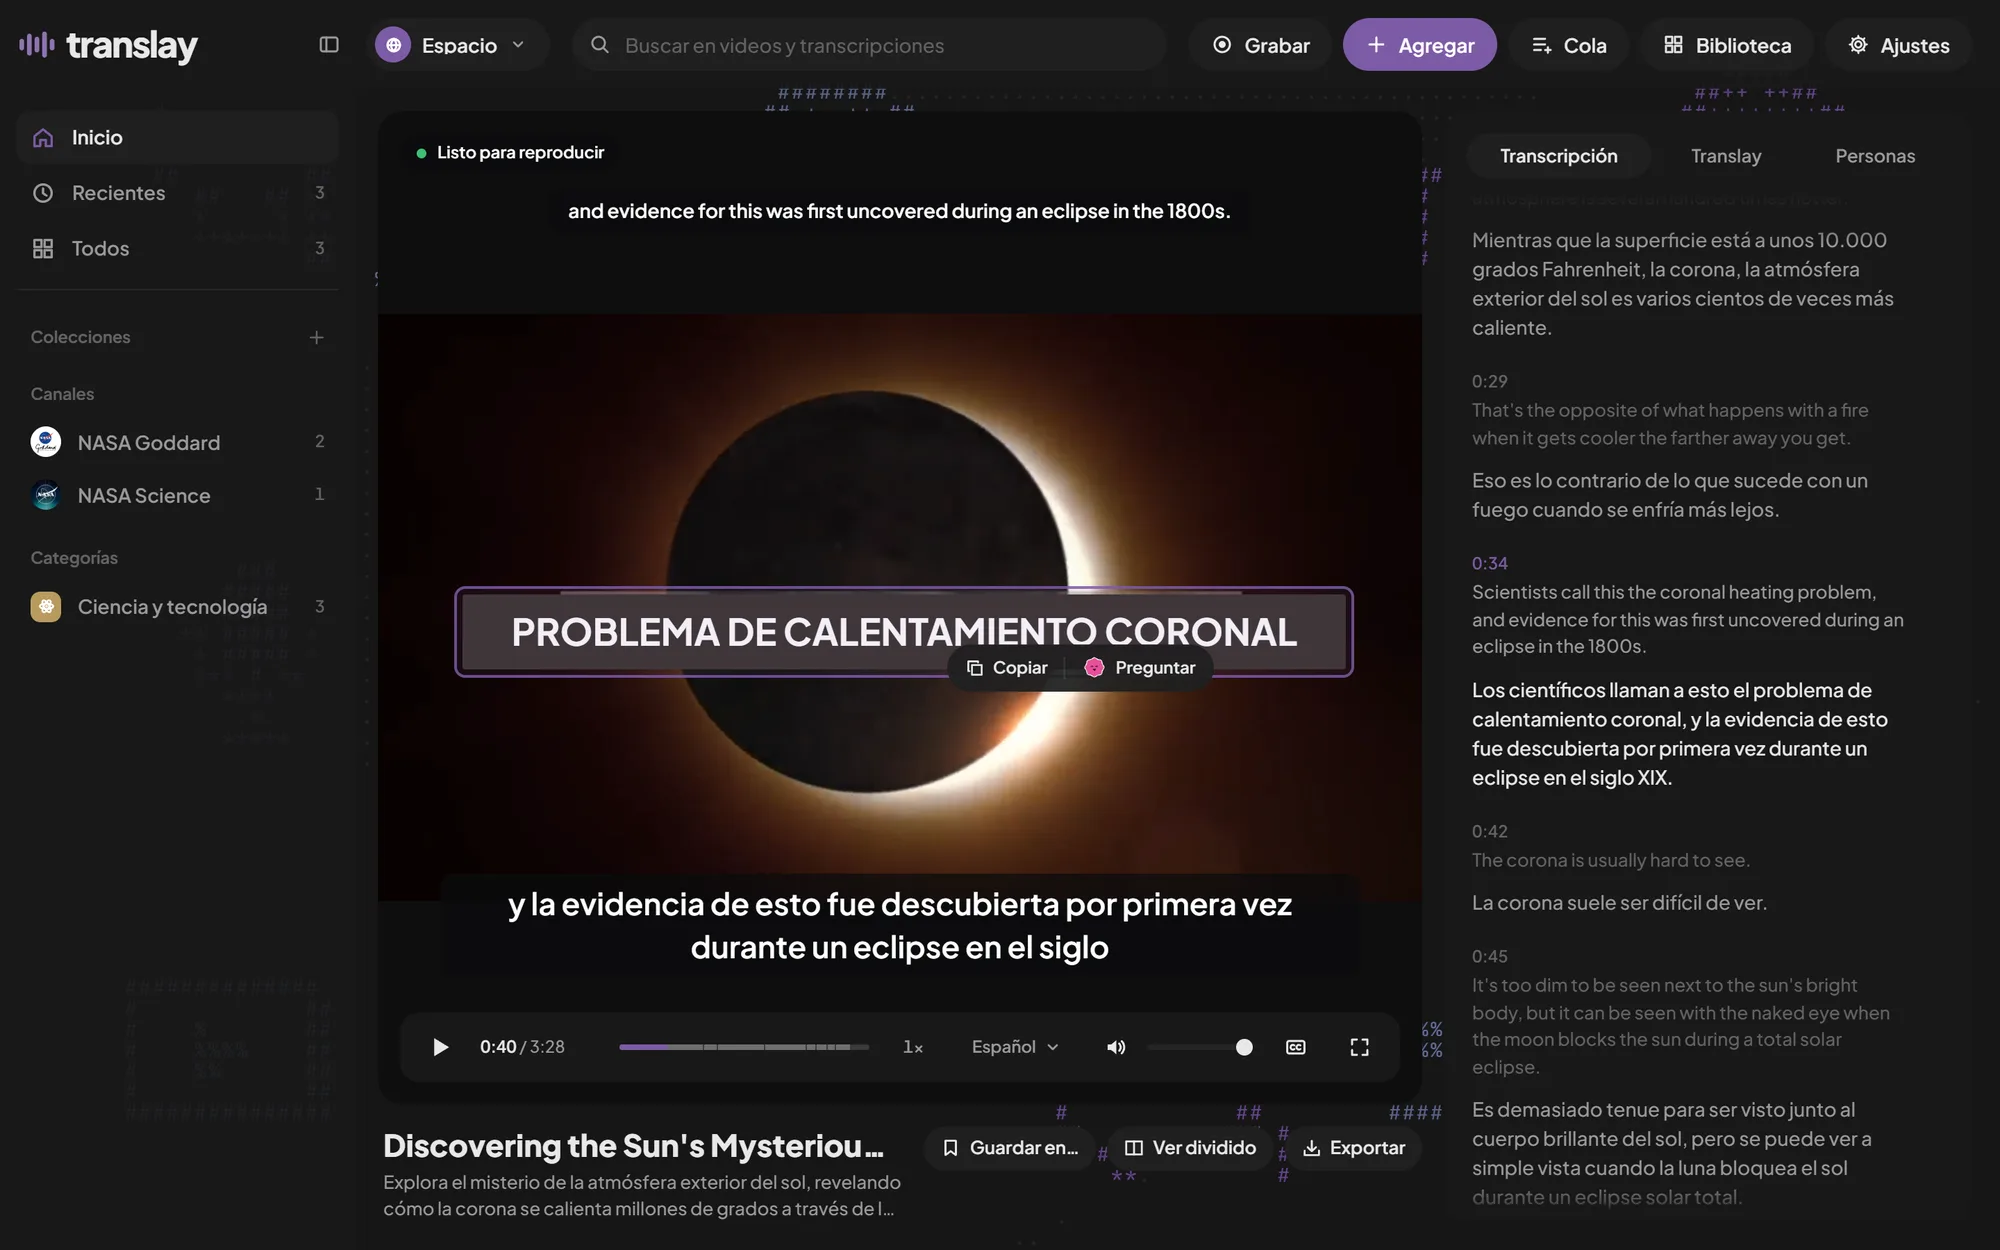 translay
Espacio
Buscar en videos y transcripciones
Grabar
Agregar
Cola
Biblioteca
Ajustes
Inicio
Recientes 3
Todos 3
Colecciones
Canales
NASA Goddard 2
NASA Science 1
Categorías
Ciencia y tecnología 3
Listo para reproducir
and evidence for this was first uncovered during an eclipse in the 1800s.
PROBLEMA DE CALENTAMIENTO CORONAL
Copiar
Preguntar
y la evidencia de esto fue descubierta por primera vez
durante un eclipse en el siglo
0:40 / 3:28
1x
Español
CC
Discovering the Sun's Mysteriou...
Explora el misterio de la atmósfera exterior del sol, revelando
cómo la corona se calienta millones de grados a través de l...
Guardar en...
Ver dividido
Exportar
Transcripción
Translay
Personas
Mientras que la superficie está a unos 10.000
grados Fahrenheit, la corona, la atmósfera
exterior del sol es varios cientos de veces más
caliente.
0:29
That's the opposite of what happens with a fire
when it gets cooler the farther away you get.
Eso es lo contrario de lo que sucede con un
fuego cuando se enfría más lejos.
0:34
Scientists call this the coronal heating problem,
and evidence for this was first uncovered during an
eclipse in the 1800s.
Los científicos llaman a esto el problema de
calentamiento coronal, y la evidencia de esto
fue descubierta por primera vez durante un
eclipse en el siglo XIX.
0:42
The corona is usually hard to see.
La corona suele ser difícil de ver.
0:45
It's too dim to be seen next to the sun's bright
body, but it can be seen with the naked eye when
the moon blocks the sun during a total solar
eclipse.
Es demasiado tenue para ser visto junto al
cuerpo brillante del sol, pero se puede ver a
simple vista cuando la luna bloquea el sol
durante un eclipse solar total.